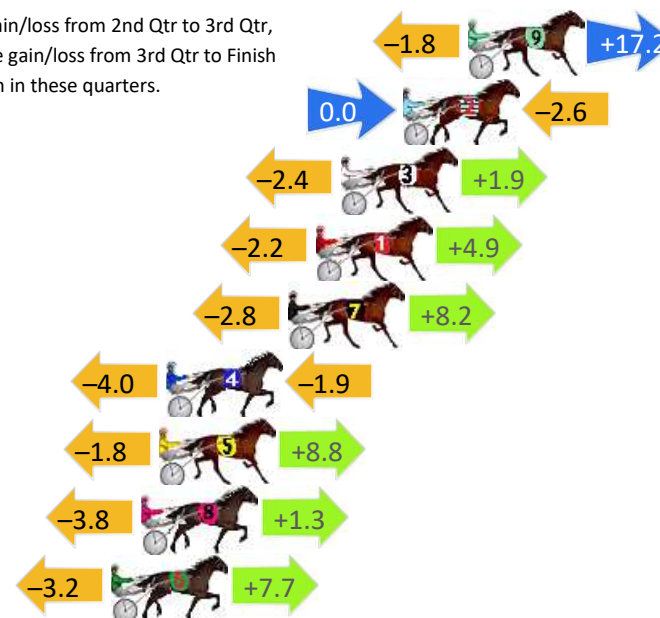 ain/loss from 2nd Qtr to 3rd Qtr,
e gain/loss from 3rd Qtr to Finish
n in these quarters.
–1.8 9 +17.2
0.0 2 –2.6
–2.4 3 +1.9
–2.2 1 +4.9
–2.8 7 +8.2
–4.0 4 –1.9
–1.8 5 +8.8
–3.8 8 +1.3
–3.2 6 +7.7